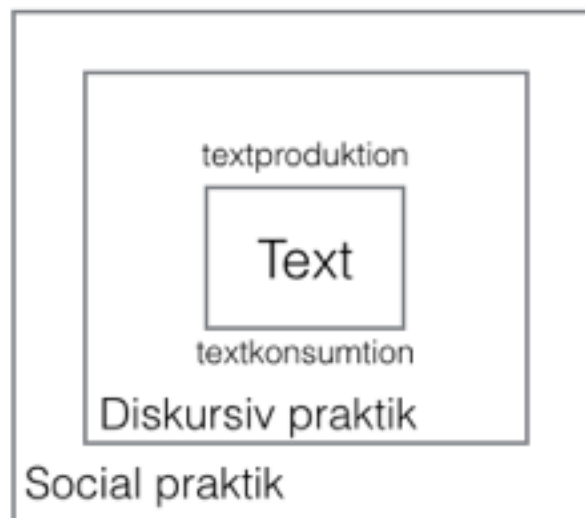 textproduktion
Text
textkonsumtion
Diskursiv praktik
Social praktik